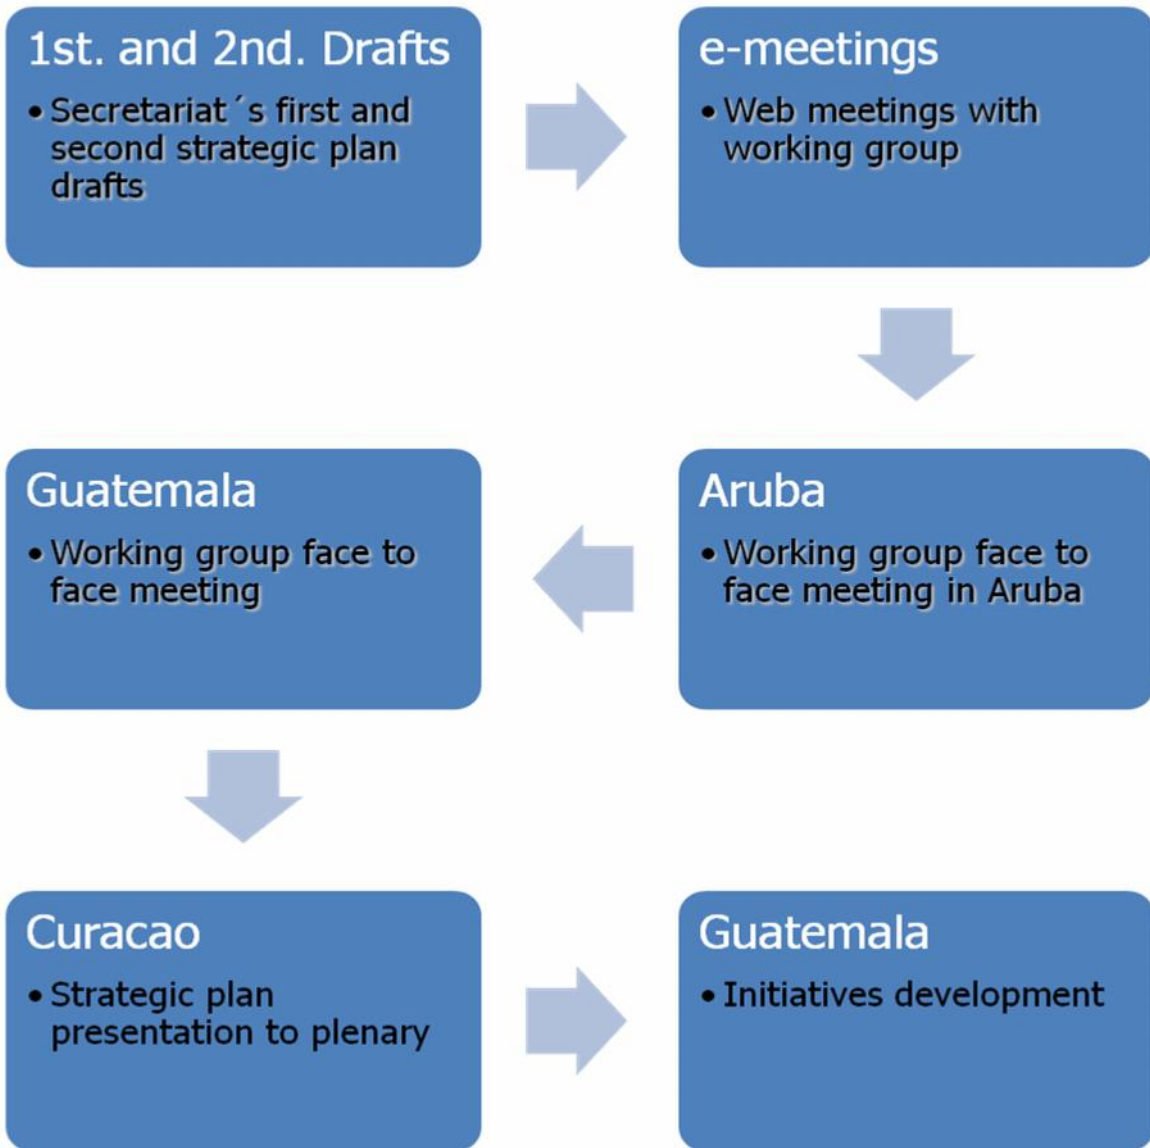 1st. and 2nd. Drafts
• Secretariat´s first and
second strategic plan
drafts
e-meetings
• Web meetings with
working group
Aruba
• Working group face to
face meeting in Aruba
Guatemala
• Working group face to
face meeting
Curacao
• Strategic plan
presentation to plenary
Guatemala
• Initiatives development